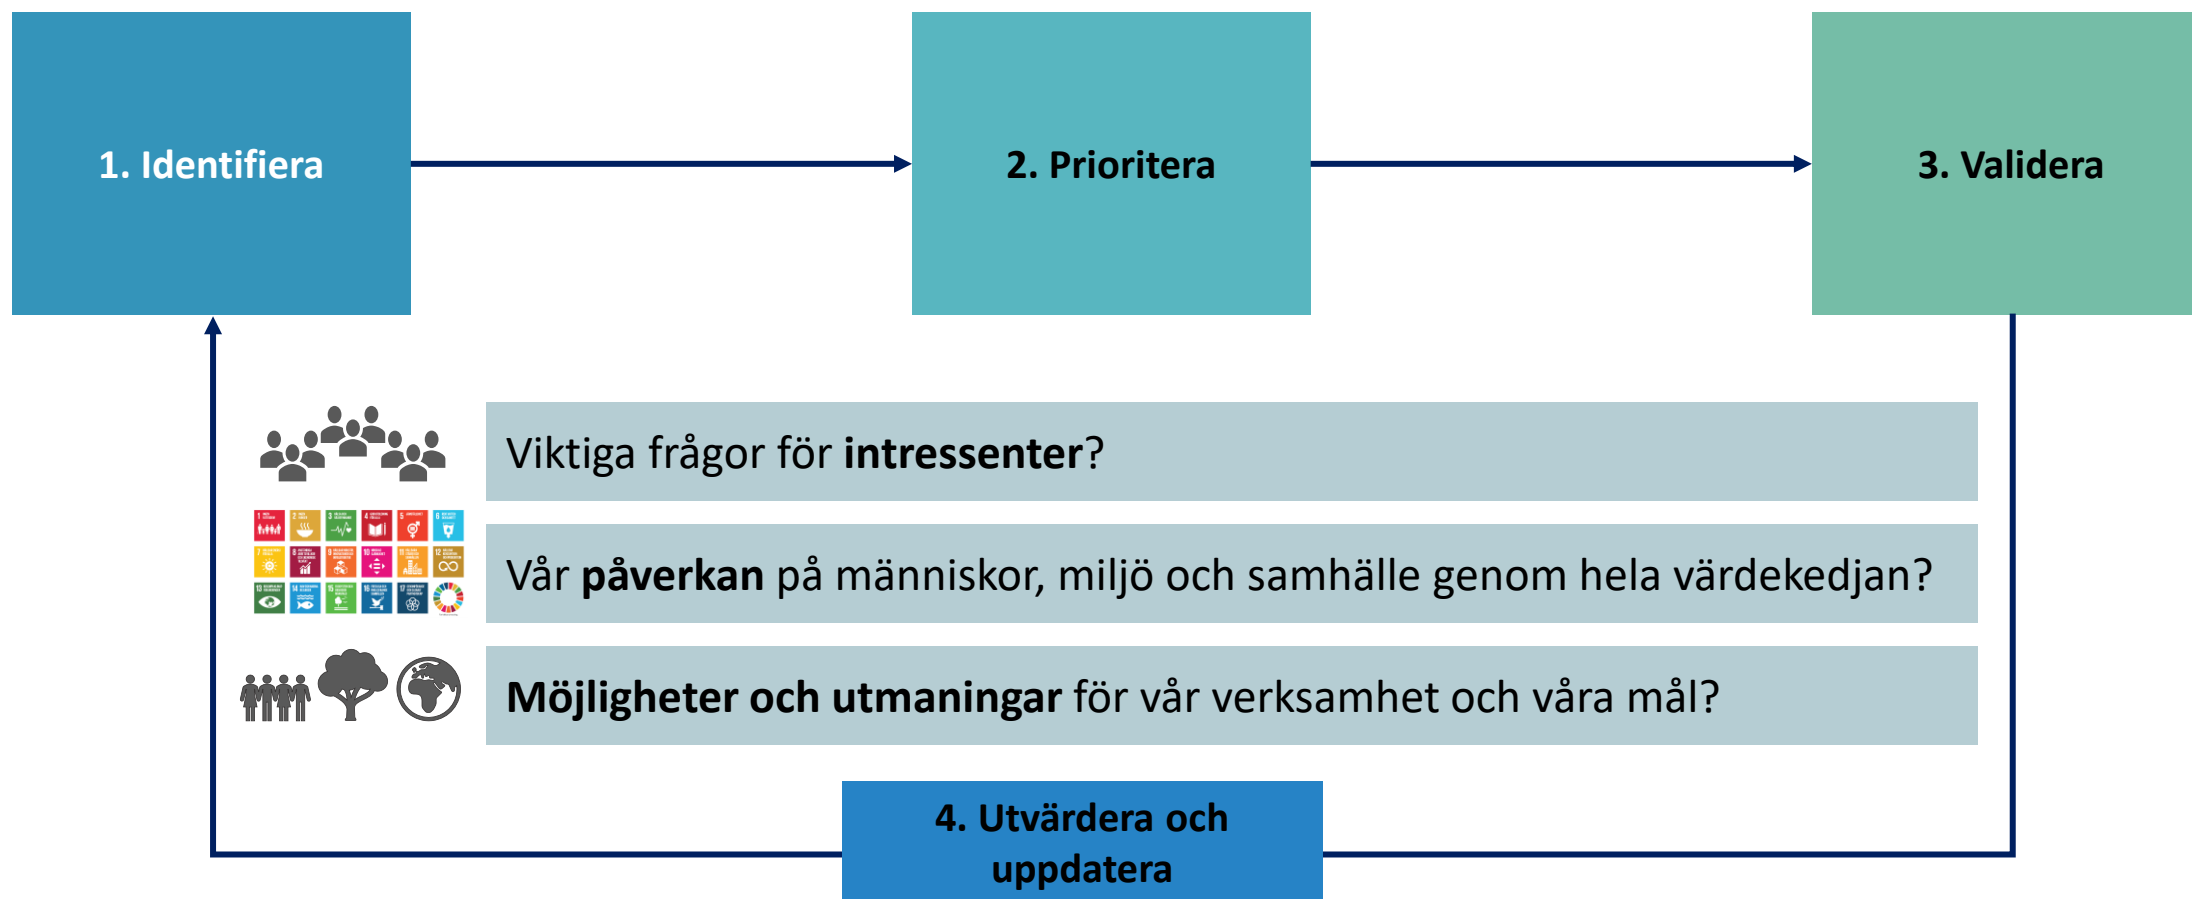 1. Identifiera
2. Prioritera
3. Validera
Viktiga frågor för intressenter?
Vår påverkan på människor, miljö och samhälle genom hela värdekedjan?
Möjligheter och utmaningar för vår verksamhet och våra mål?
4. Utvärdera och
uppdatera